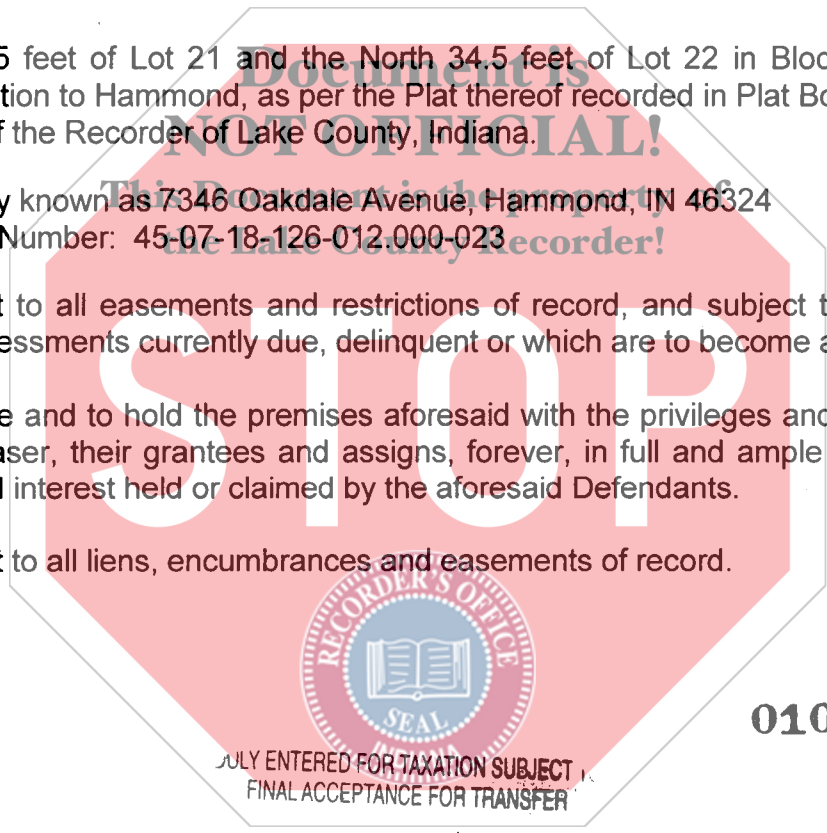 5 feet of Lot 21 and the North 34.5 feet of Lot 22 in Bloc
Document is
tion to Hammond, as per the Plat thereof recorded in Plat Bo
f the Recorder of Lake County, Indiana.
NOT OFFICIAL!
y known as 7346 Oakdale Avenue, Hammond, IN 46324
This Document is the property of
Number: 45-07-18-126-012.000-023
the Lake County Recorder!
t to all easements and restrictions of record, and subject t
essments currently due, delinquent or which are to become a
STOP
e and to hold the premises aforesaid with the privileges and
aser, their grantees and assigns, forever, in full and ample
l interest held or claimed by the aforesaid Defendants.
t to all liens, encumbrances and easements of record.
RECORDER'S OFFICE
SEAL
INDIANA
010
DULY ENTERED FOR TAXATION SUBJECT
FINAL ACCEPTANCE FOR TRANSFER